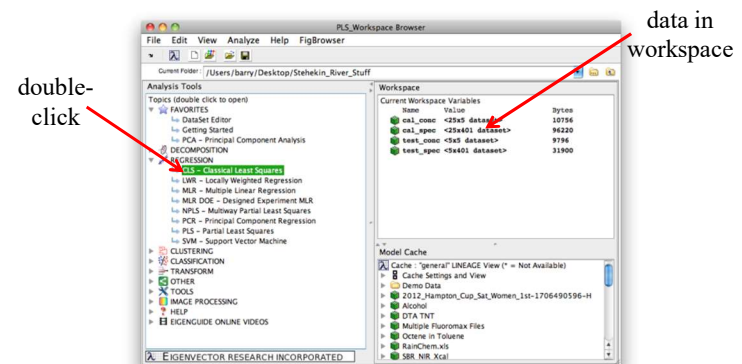 data in
workspace
double-
click
PLS_Workspace Browser
File Edit View Analyze Help FigBrowser
Current Folder: /Users/barry/Desktop/Stehekin_River_Stuff
Analysis Tools
Topics (double click to open)
FAVORITES
DataSet Editor
Getting Started
PCA - Principal Component Analysis
DECOMPOSITION
REGRESSION
CLS - Classical Least Squares
LWR - Locally Weighted Regression
MLR - Multiple Linear Regression
MLR DOE - Designed Experiment MLR
NPLS - Multiway Partial Least Squares
PCR - Principal Component Regression
PLS - Partial Least Squares
SVM - Support Vector Machine
CLUSTERING
CLASSIFICATION
TRANSFORM
OTHER
TOOLS
IMAGE PROCESSING
HELP
EIGENGUIDE ONLINE VIDEOS
EIGENVECTOR RESEARCH INCORPORATED
Workspace
Current Workspace Variables
Name Value Bytes
cal_conc <25x5 dataset> 10756
cal_spec <25x401 dataset> 96220
test_conc <5x5 dataset> 9796
test_spec <5x401 dataset> 31900
Model Cache
Cache : "general" LINEAGE View (* = Not Available)
Cache Settings and View
Demo Data
2012_Hampton_Cup_Sat_Women_1st-1706490596-H
Alcohol
DTA TNT
Multiple Fluoromax Files
Octene in Toluene
RainChem.xls
SBR NIR Xcal